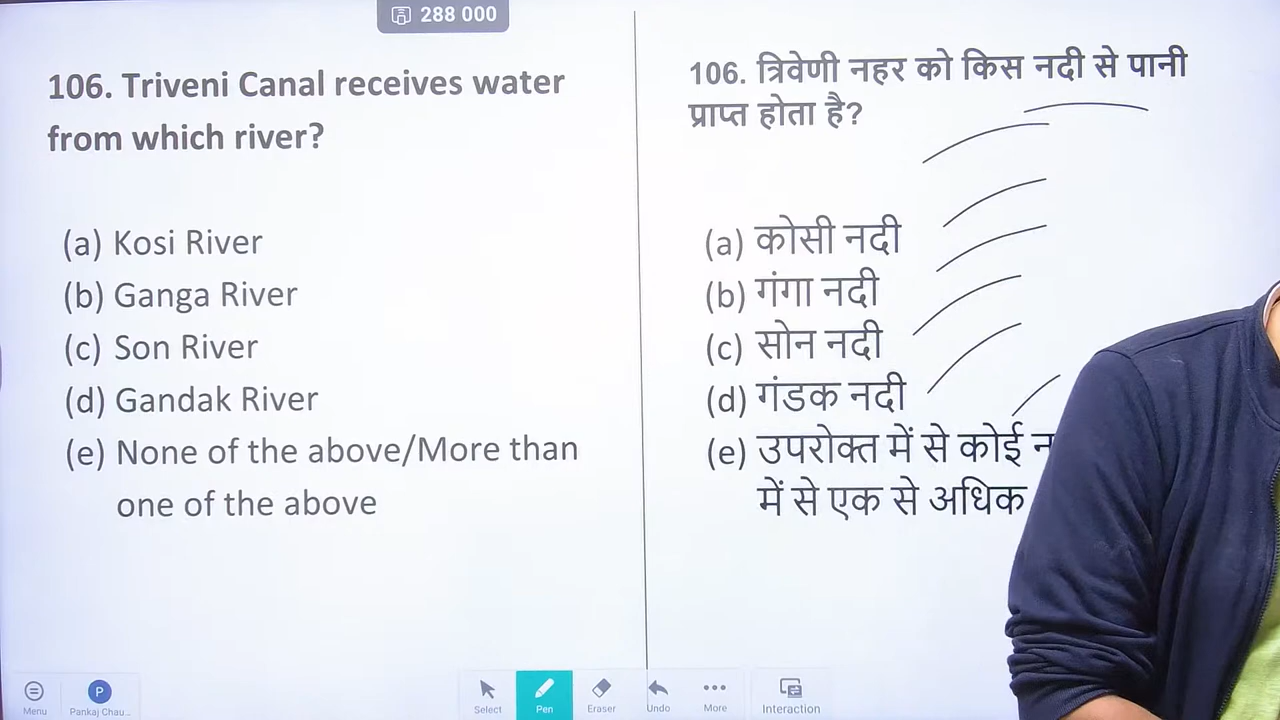 288 000
106. Triveni Canal receives water
from which river?
(a) Kosi River
(b) Ganga River
(c) Son River
(d) Gandak River
(e) None of the above/More than
one of the above
106. त्रिवेणी नहर को किस नदी से पानी
प्राप्त होता है?
(a) कोसी नदी
(b) गंगा नदी
(c) सोन नदी
(d) गंडक नदी
(e) उपरोक्त में से कोई
में से एक से अधिक
Menu
P
Pankaj Chau...
Select
Pen
Eraser
Undo
More
Interaction